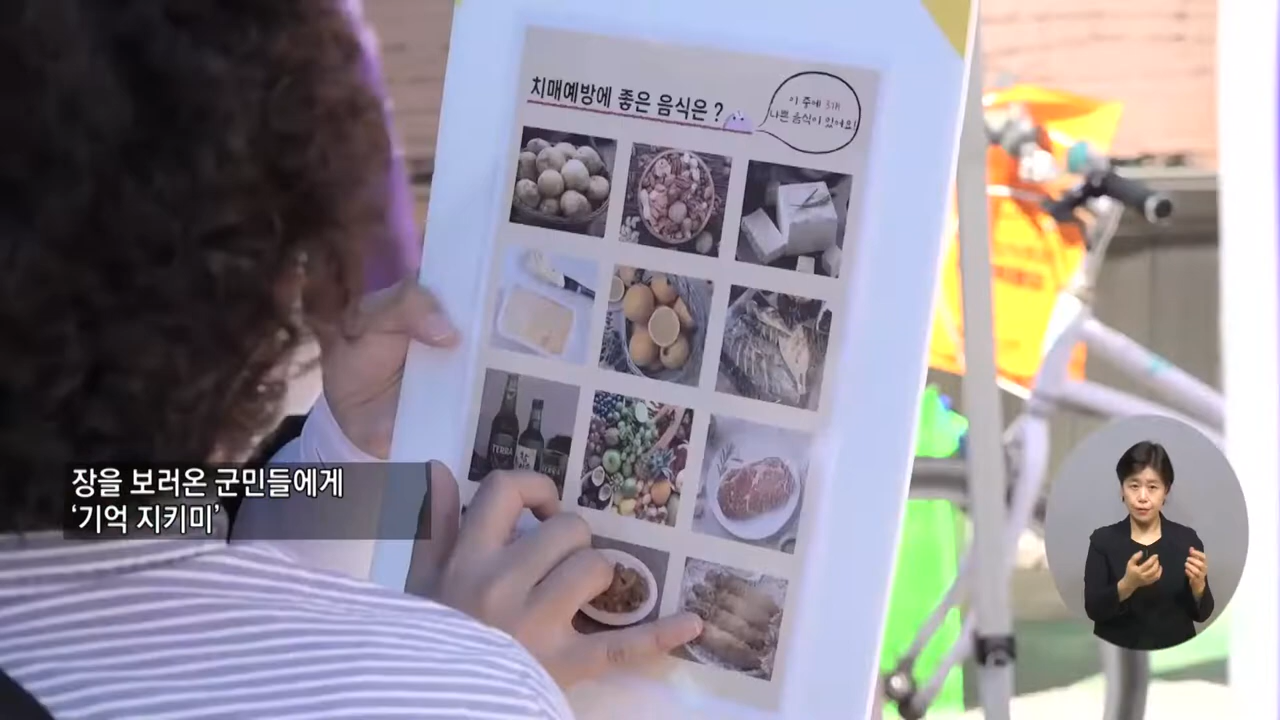 치매예방에 좋은 음식은 ?
이 중에 3개
나쁜 음식이 있어요!
TERRA
장을 보러온 군민들에게
‘기억 지키미’